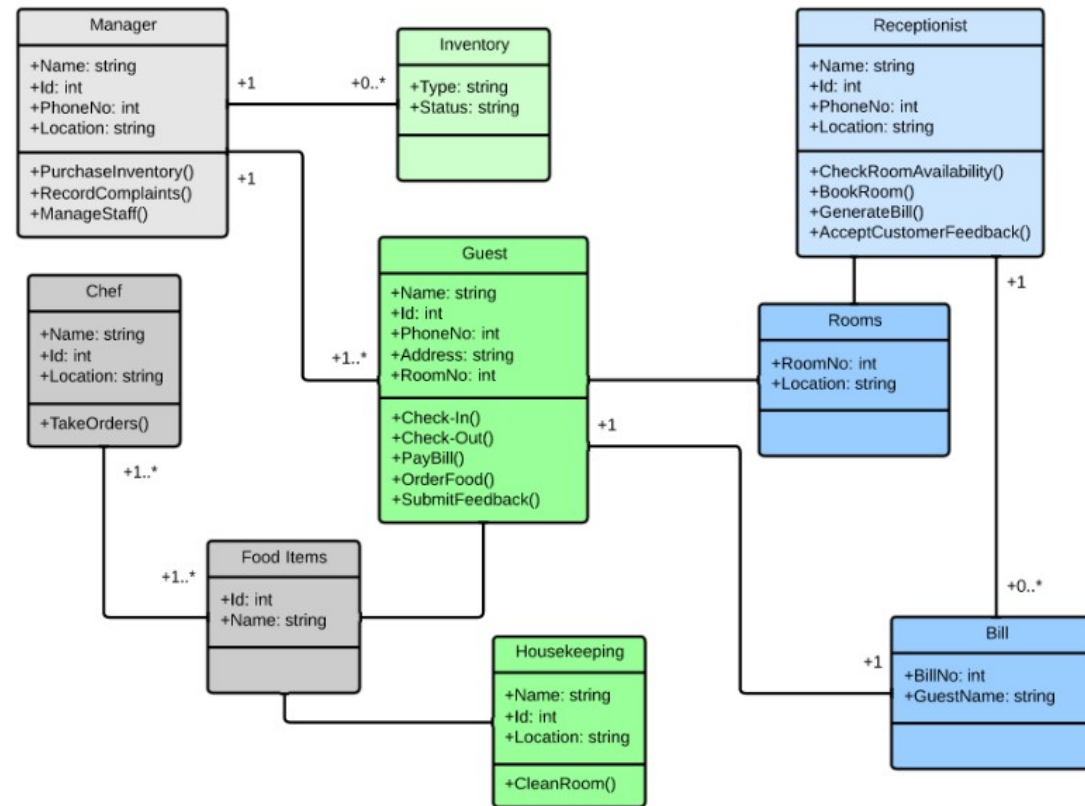 Manager
+Name: string
+Id: int
+PhoneNo: int
+Location: string
+PurchaseInventory()
+RecordComplaints()
+ManageStaff()
+1
+0..*
Inventory
+Type: string
+Status: string
+1
+1..*
Receptionist
+Name: string
+Id: int
+PhoneNo: int
+Location: string
+CheckRoomAvailability()
+BookRoom()
+GenerateBill()
+AcceptCustomerFeedback()
+1
+0..*
Chef
+Name: string
+Id: int
+Location: string
+TakeOrders()
+1..*
+1..*
Guest
+Name: string
+Id: int
+PhoneNo: int
+Address: string
+RoomNo: int
+Check-In()
+Check-Out()
+PayBill()
+OrderFood()
+SubmitFeedback()
+1
+1
Rooms
+RoomNo: int
+Location: string
Food Items
+Id: int
+Name: string
Housekeeping
+Name: string
+Id: int
+Location: string
+CleanRoom()
Bill
+BillNo: int
+GuestName: string